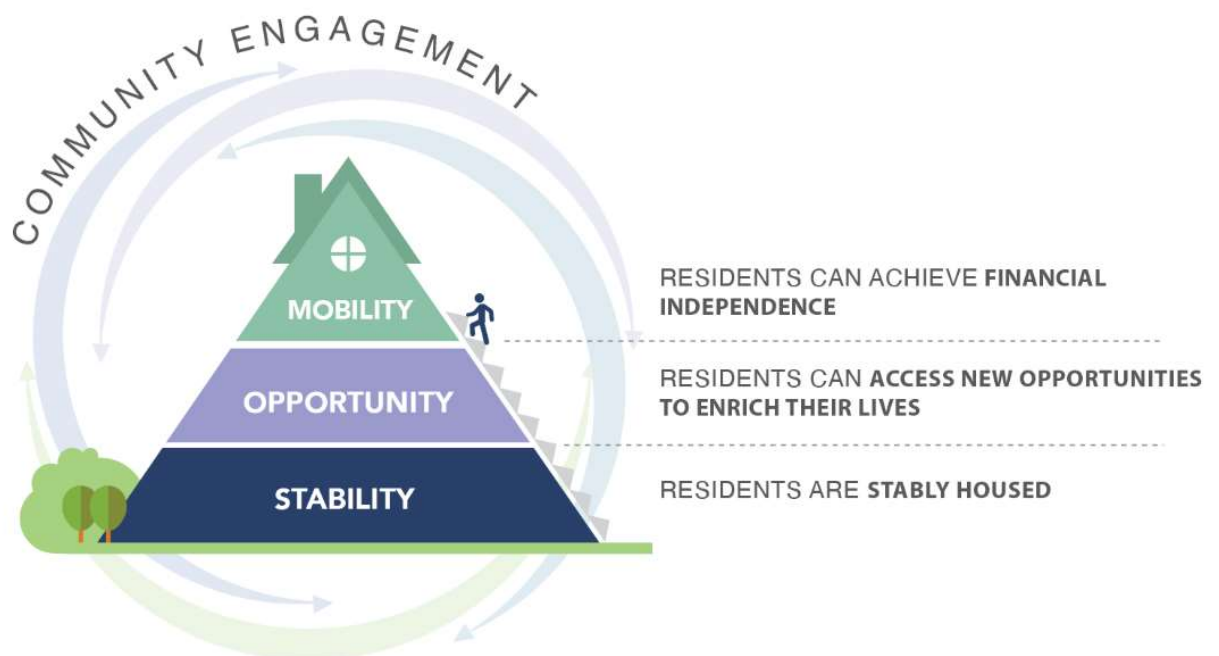 COMMUNITY ENGAGEMENT
MOBILITY
RESIDENTS CAN ACHIEVE FINANCIAL
INDEPENDENCE
OPPORTUNITY
RESIDENTS CAN ACCESS NEW OPPORTUNITIES
TO ENRICH THEIR LIVES
STABILITY
RESIDENTS ARE STABLY HOUSED